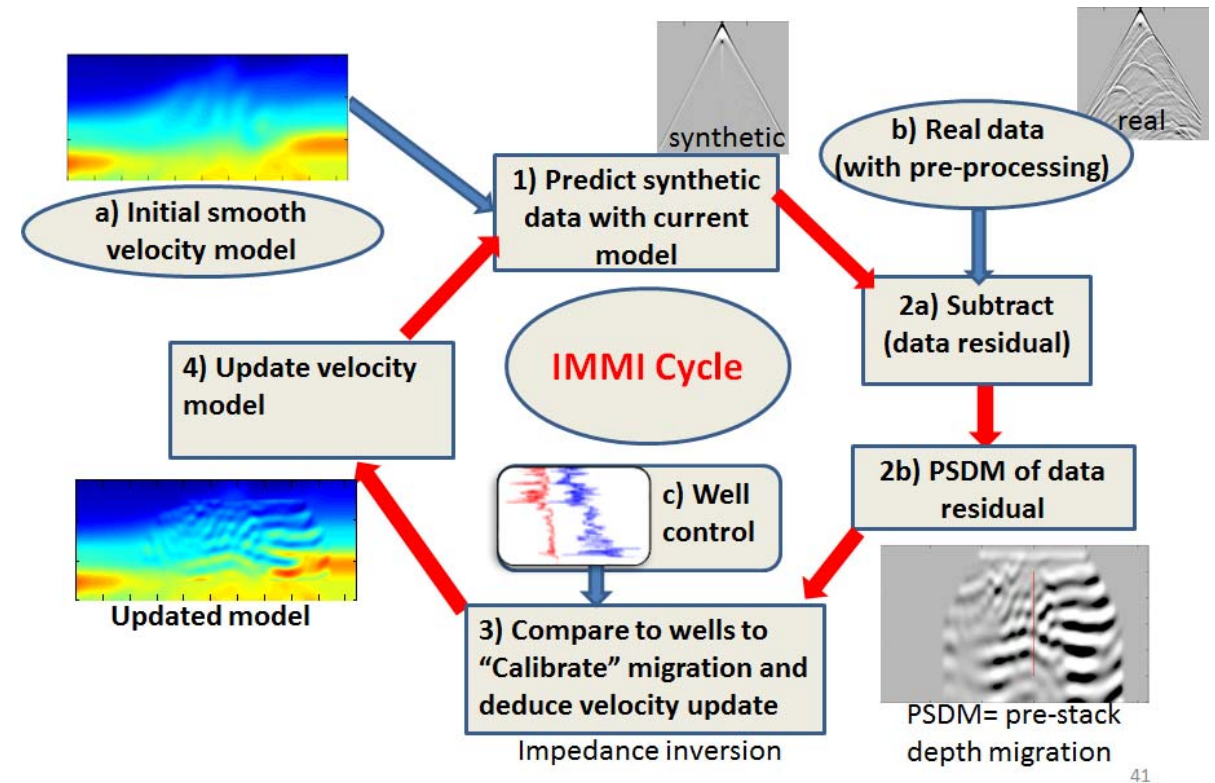 synthetic
real
a) Initial smooth
velocity model
1) Predict synthetic
data with current
model
b) Real data
(with pre-processing)
2a) Subtract
(data residual)
4) Update velocity
model
IMMI Cycle
2b) PSDM of data
residual
c) Well
control
Updated model
3) Compare to wells to
“Calibrate” migration and
deduce velocity update
Impedance inversion
PSDM= pre-stack
depth migration
41